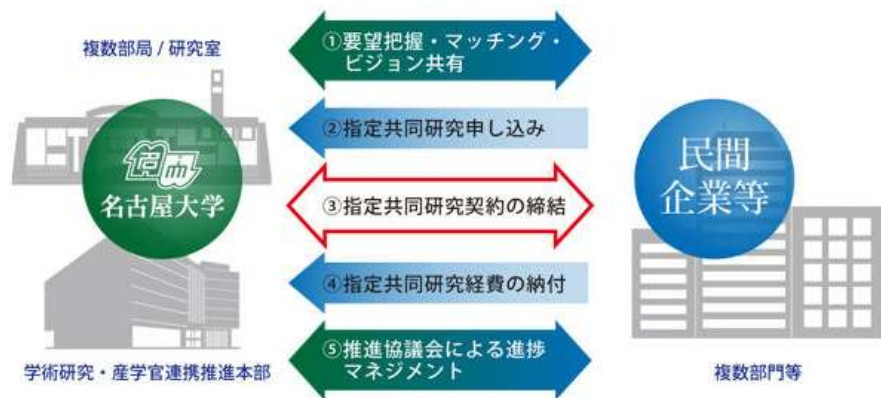 複数部局 / 研究室
名古屋大学
学術研究・産学官連携推進本部
①要望把握・マッチング・
ビジョン共有
②指定共同研究申し込み
③指定共同研究契約の締結
④指定共同研究経費の納付
⑤推進協議会による進捗
マネジメント
民間
企業等
複数部門等